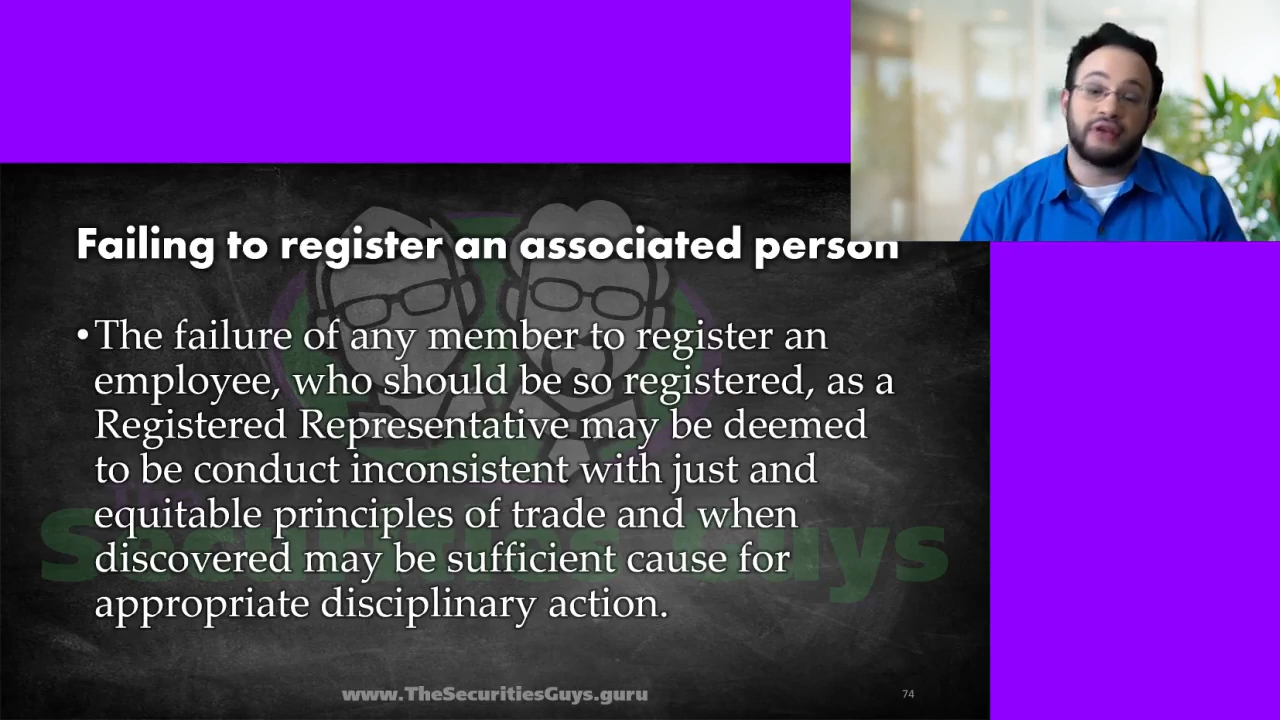 Failing to register an associated person
•The failure of any member to register an
employee, who should be so registered, as a
Registered Representative may be deemed
to be conduct inconsistent with just and
equitable principles of trade and when
discovered may be sufficient cause for
appropriate disciplinary action.
Securities Guys
www.TheSecuritiesGuys.guru
74